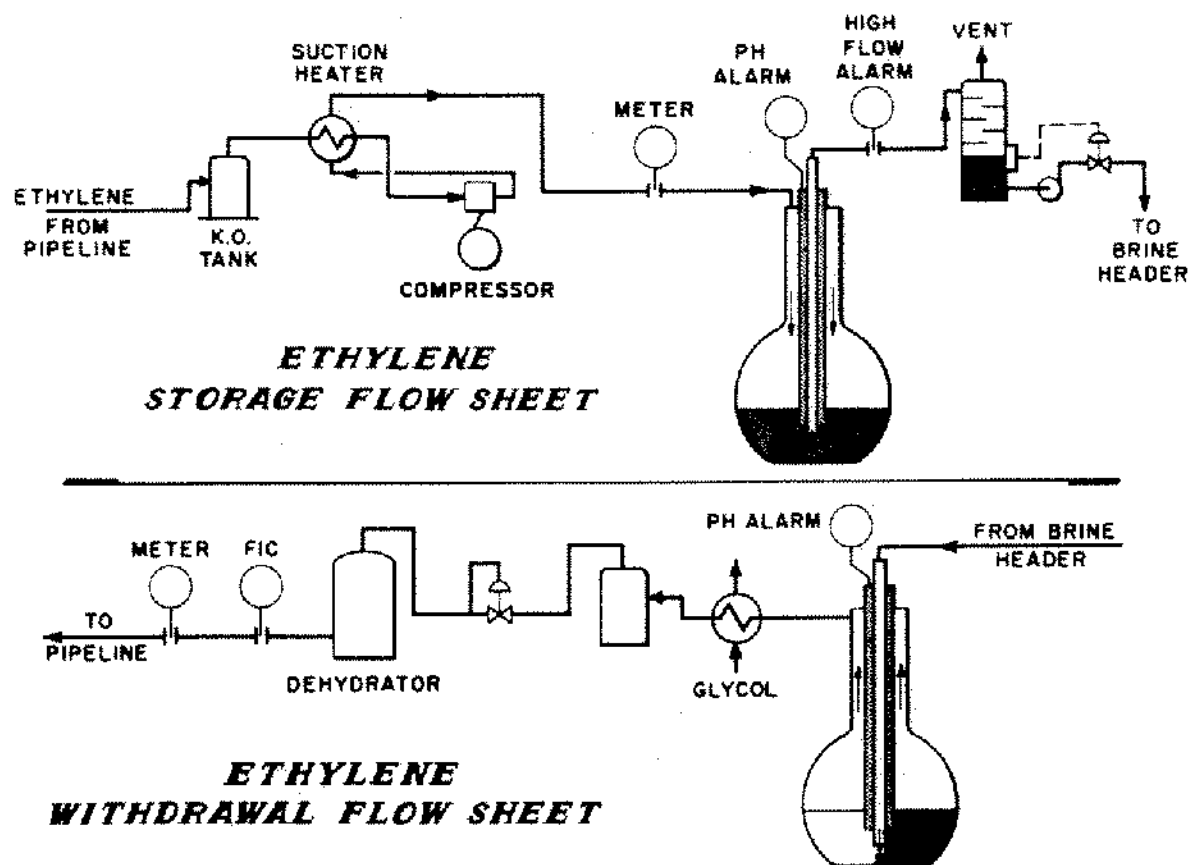 SUCTION
HEATER
METER
PH
ALARM
HIGH
FLOW
ALARM
VENT
ETHYLENE
FROM
PIPELINE
K.O.
TANK
COMPRESSOR
TO
BRINE
HEADER
ETHYLENE
STORAGE FLOW SHEET
PH ALARM
FROM BRINE
HEADER
METER
FIC
TO
PIPELINE
DEHYDRATOR
GLYCOL
ETHYLENE
WITHDRAWAL FLOW SHEET